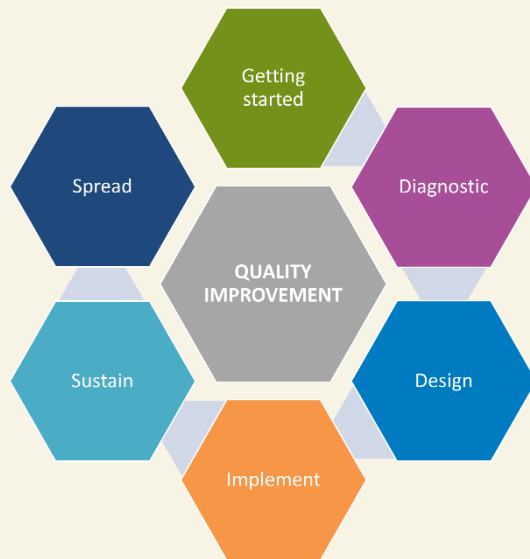 Getting
started
Diagnostic
Design
Implement
Sustain
Spread
QUALITY
IMPROVEMENT